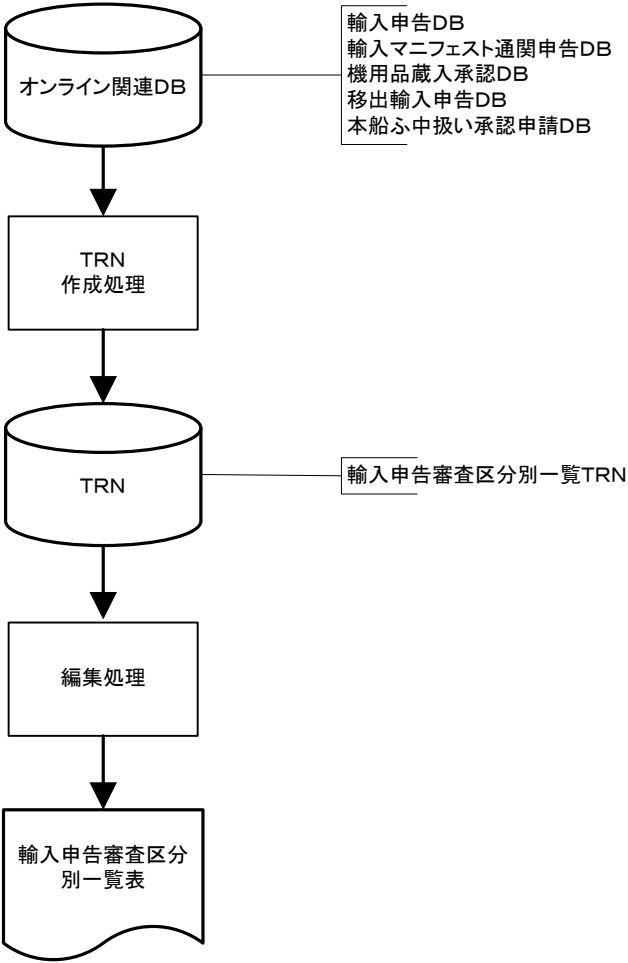 オンライン関連ＤＢ
輸入申告ＤＢ
輸入マニフェスト通関申告ＤＢ
機用品蔵入承認ＤＢ
移出輸入申告ＤＢ
本船ふ中扱い承認申請ＤＢ
ＴＲＮ
作成処理
ＴＲＮ
輸入申告審査区分別一覧ＴＲＮ
編集処理
輸入申告審査区分
別一覧表